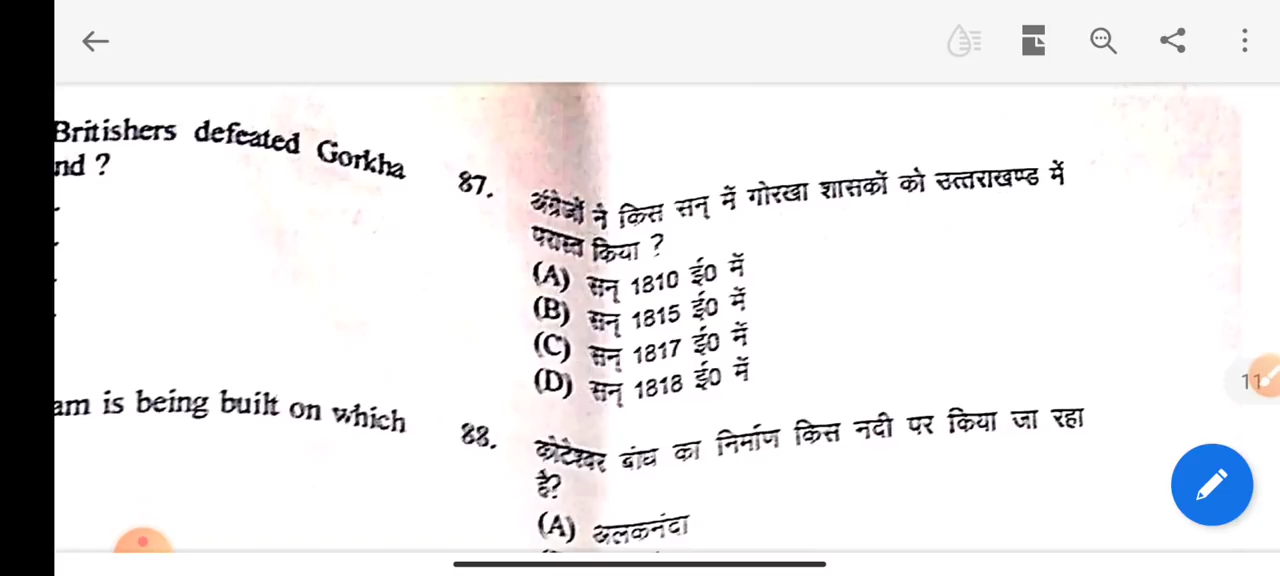 Britishers defeated Gorkha
nd ?
am is being built on which
87. अंग्रेजों ने किस सन् में गोरखा शासकों को उत्तराखण्ड में
परास्त किया ?
(A) सन् 1810 ई0 में
(B) सन् 1815 ई0 में
(C) सन् 1817 ई0 में
(D) सन् 1818 ई0 में
11
88. कोटेश्वर बांध का निर्माण किस नदी पर किया जा रहा
है?
(A) अलकनंदा